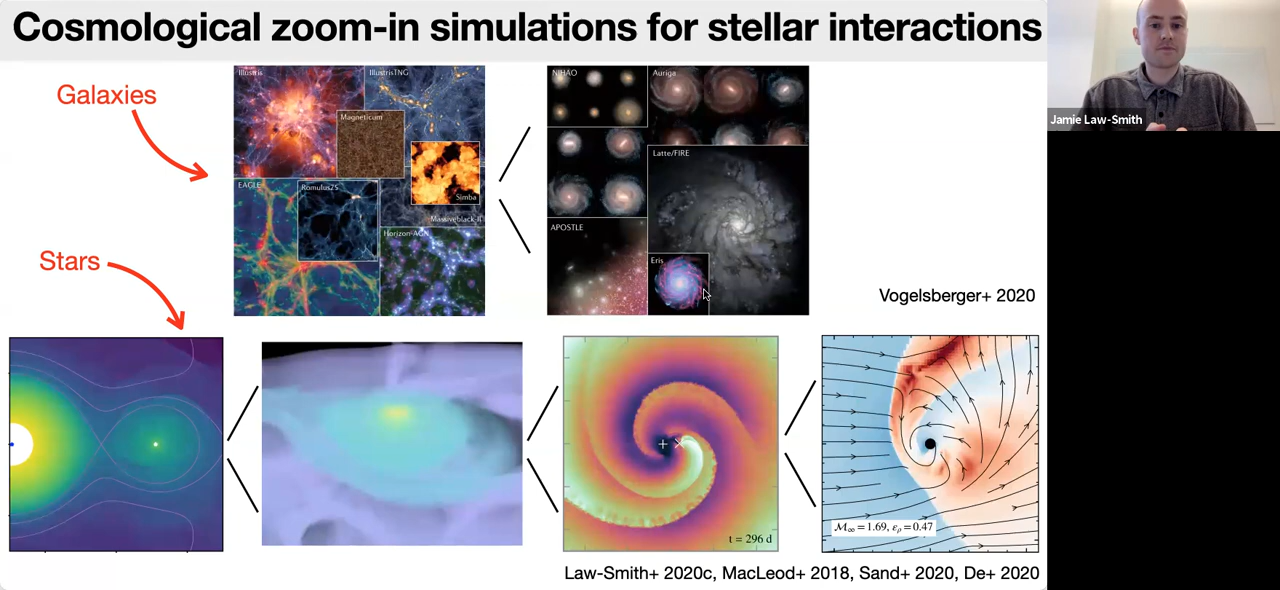 Cosmological zoom-in simulations for stellar interactions
Jamie Law-Smith
Galaxies
Illustris
IllustrisTNG
Magneticum
Simba
EAGLE
Romulus25
MassiveBlack-II
Horizon-AGN
NIHAO
Auriga
Latte/FIRE
APOSTLE
Eris
Vogelsberger+ 2020
Stars
t = 296 d
ℳ∞ = 1.69, ερ = 0.47
Law-Smith+ 2020c, MacLeod+ 2018, Sand+ 2020, De+ 2020